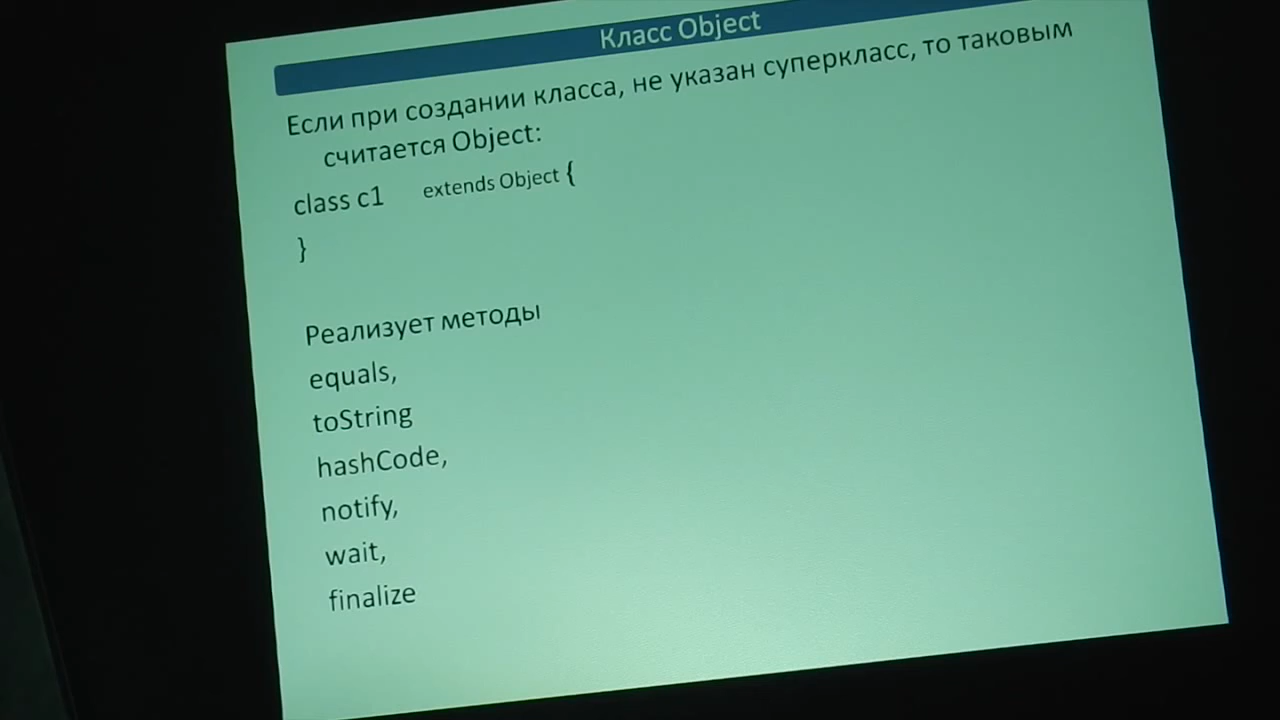 Класс Object
Если при создании класса, не указан суперкласс, то таковым
считается Object:
class c1 extends Object {
}
Реализует методы
equals,
toString
hashCode,
notify,
wait,
finalize